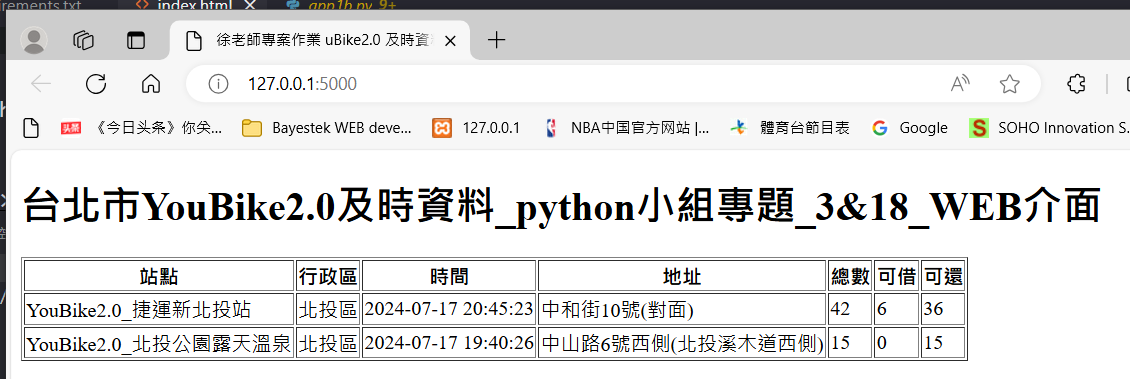 index.html
app1b.py 9+
徐老師專案作業 uBike2.0 及時資
127.0.0.1:5000
《今日头条》你关...
Bayestek WEB deve...
127.0.0.1
NBA中国官方网站 |...
體育台節目表
Google
SOHO Innovation S.
台北市YouBike2.0及時資料_python小組專題_3&18_WEB介面
站點 行政區 時間 地址 總數 可借 可還
YouBike2.0_捷運新北投站 北投區 2024-07-17 20:45:23 中和街10號(對面) 42 6 36
YouBike2.0_北投公園露天溫泉 北投區 2024-07-17 19:40:26 中山路6號西側(北投溪木道西側) 15 0 15